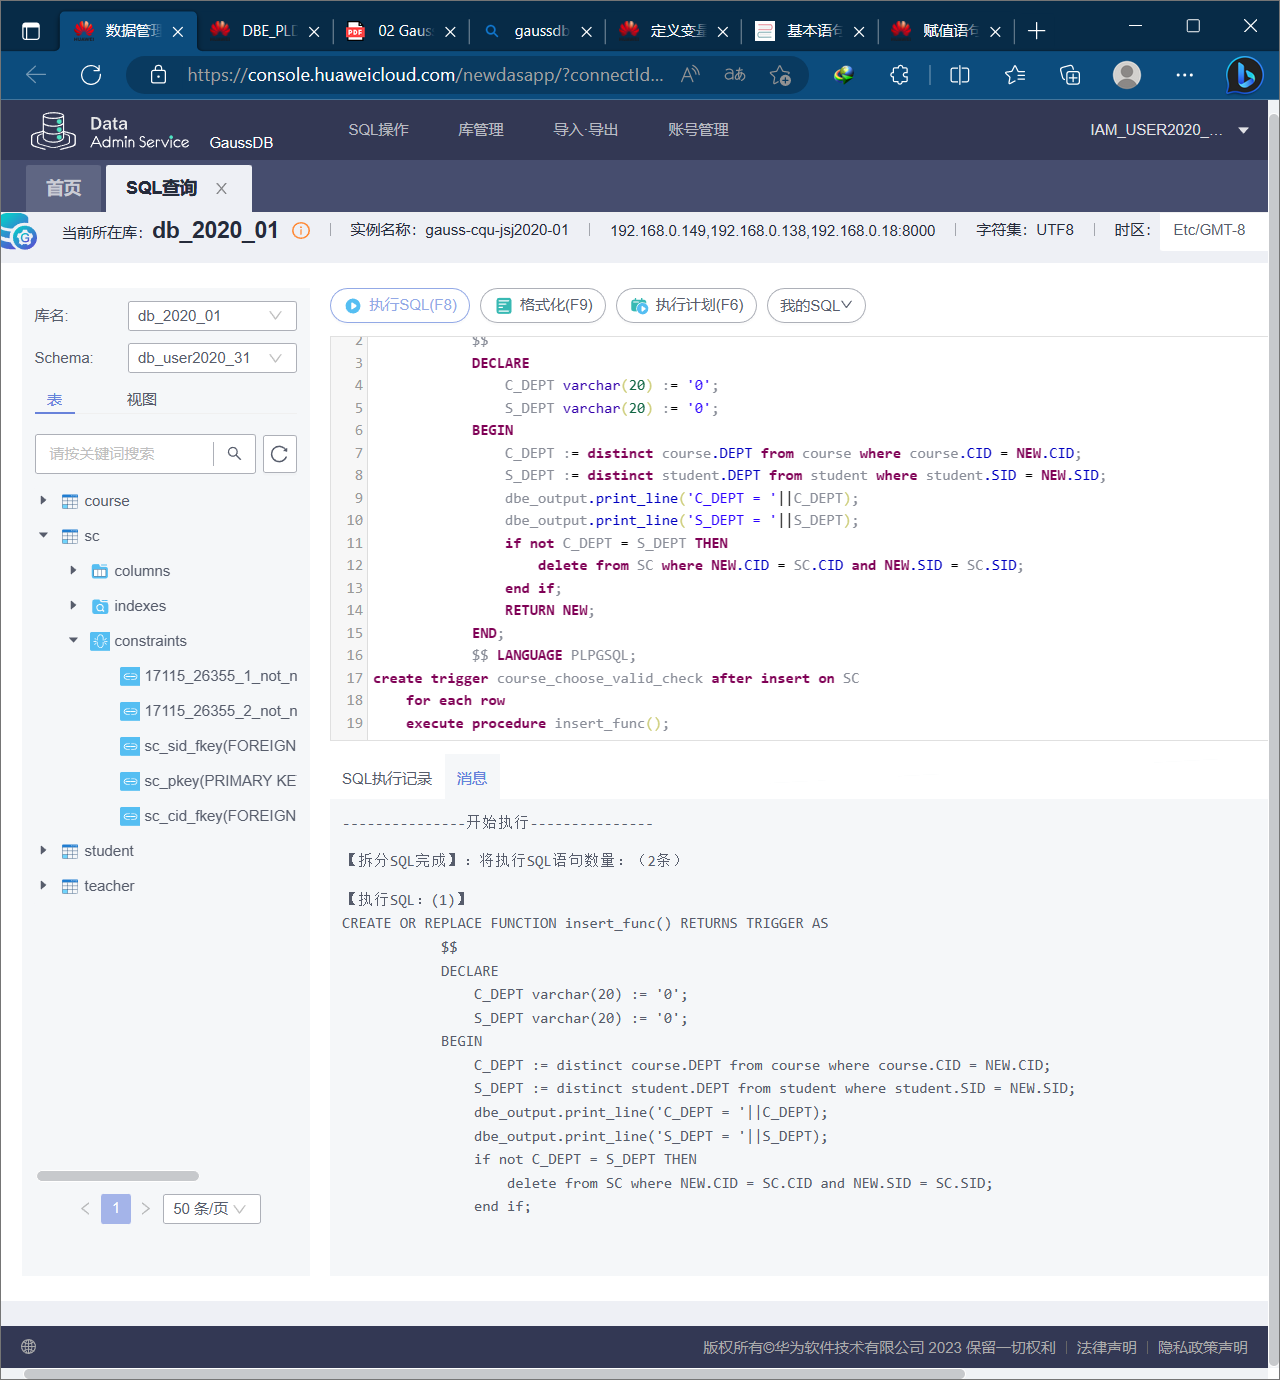 数据管理
DBE_PLD
02 Gaus
gaussdb
定义变量
基本语句
赋值语句
https://console.huaweicloud.com/newdasapp/?connectId...
Data
Admin Service
GaussDB
SQL操作
库管理
导入·导出
账号管理
IAM_USER2020_...
首页
SQL查询
当前所在库：db_2020_01
实例名称：gauss-cqu-jsj2020-01
192.168.0.149,192.168.0.138,192.168.0.18:8000
字符集：UTF8
时区：
Etc/GMT-8
库名:
db_2020_01
Schema:
db_user2020_31
表
视图
请按关键词搜索
course
sc
columns
indexes
constraints
17115_26355_1_not_n
17115_26355_2_not_n
sc_sid_fkey(FOREIGN
sc_pkey(PRIMARY KE
sc_cid_fkey(FOREIGN
student
teacher
1
50 条/页
执行SQL(F8)
格式化(F9)
执行计划(F6)
我的SQL
2 $$
3 DECLARE
4 C_DEPT varchar(20) := '0';
5 S_DEPT varchar(20) := '0';
6 BEGIN
7 C_DEPT := distinct course.DEPT from course where course.CID = NEW.CID;
8 S_DEPT := distinct student.DEPT from student where student.SID = NEW.SID;
9 dbe_output.print_line('C_DEPT = '||C_DEPT);
10 dbe_output.print_line('S_DEPT = '||S_DEPT);
11 if not C_DEPT = S_DEPT THEN
12 delete from SC where NEW.CID = SC.CID and NEW.SID = SC.SID;
13 end if;
14 RETURN NEW;
15 END;
16 $$ LANGUAGE PLPGSQL;
17 create trigger course_choose_valid_check after insert on SC
18 for each row
19 execute procedure insert_func();
SQL执行记录
消息
---------------开始执行---------------
【拆分SQL完成】：将执行SQL语句数量：（2条）
【执行SQL：(1)】
CREATE OR REPLACE FUNCTION insert_func() RETURNS TRIGGER AS
$$
DECLARE
C_DEPT varchar(20) := '0';
S_DEPT varchar(20) := '0';
BEGIN
C_DEPT := distinct course.DEPT from course where course.CID = NEW.CID;
S_DEPT := distinct student.DEPT from student where student.SID = NEW.SID;
dbe_output.print_line('C_DEPT = '||C_DEPT);
dbe_output.print_line('S_DEPT = '||S_DEPT);
if not C_DEPT = S_DEPT THEN
delete from SC where NEW.CID = SC.CID and NEW.SID = SC.SID;
end if;
版权所有©华为软件技术有限公司 2023 保留一切权利
法律声明
隐私政策声明